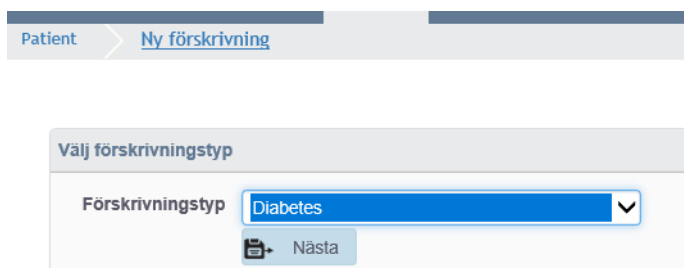 Patient Ny förskrivning
Välj förskrivningstyp
Förskrivningstyp Diabetes
Nästa